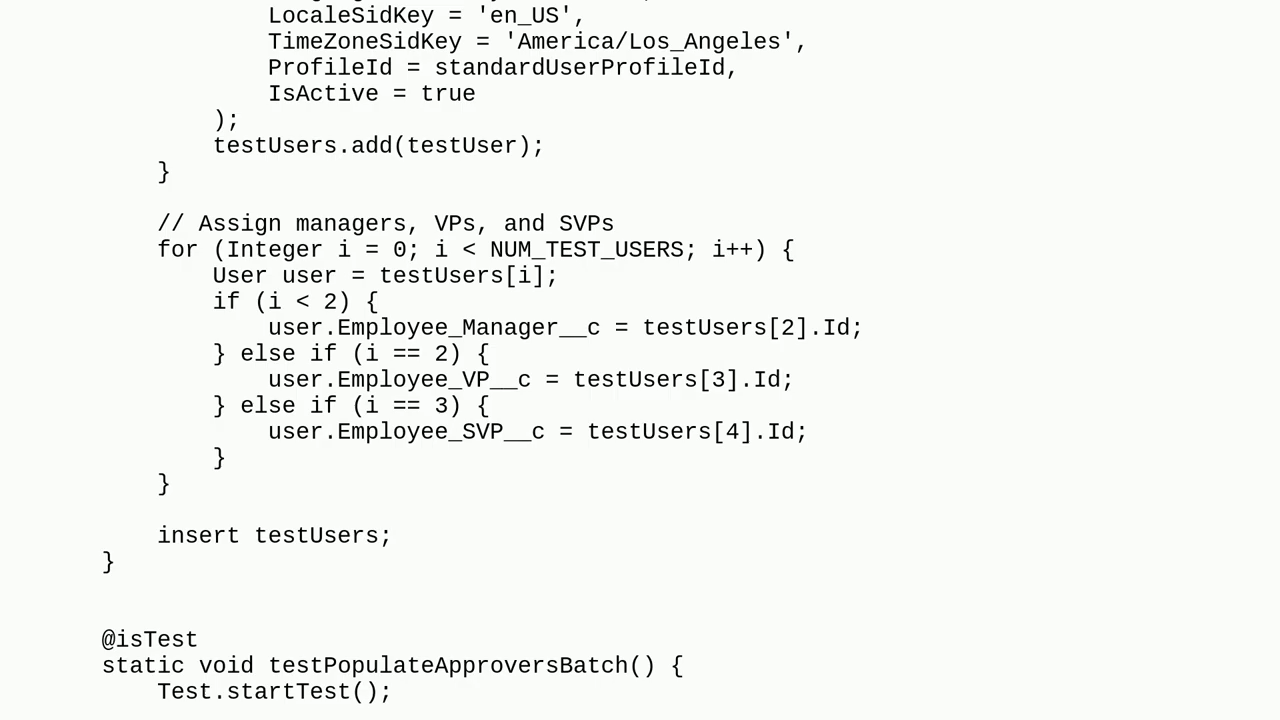 LocaleSidKey = 'en_US',
TimeZoneSidKey = 'America/Los_Angeles',
ProfileId = standardUserProfileId,
IsActive = true
);
testUsers.add(testUser);
}
// Assign managers, VPs, and SVPs
for (Integer i = 0; i < NUM_TEST_USERS; i++) {
User user = testUsers[i];
if (i < 2) {
user.Employee_Manager__c = testUsers[2].Id;
} else if (i == 2) {
user.Employee_VP__c = testUsers[3].Id;
} else if (i == 3) {
user.Employee_SVP__c = testUsers[4].Id;
}
}
insert testUsers;
}
@isTest
static void testPopulateApproversBatch() {
Test.startTest();